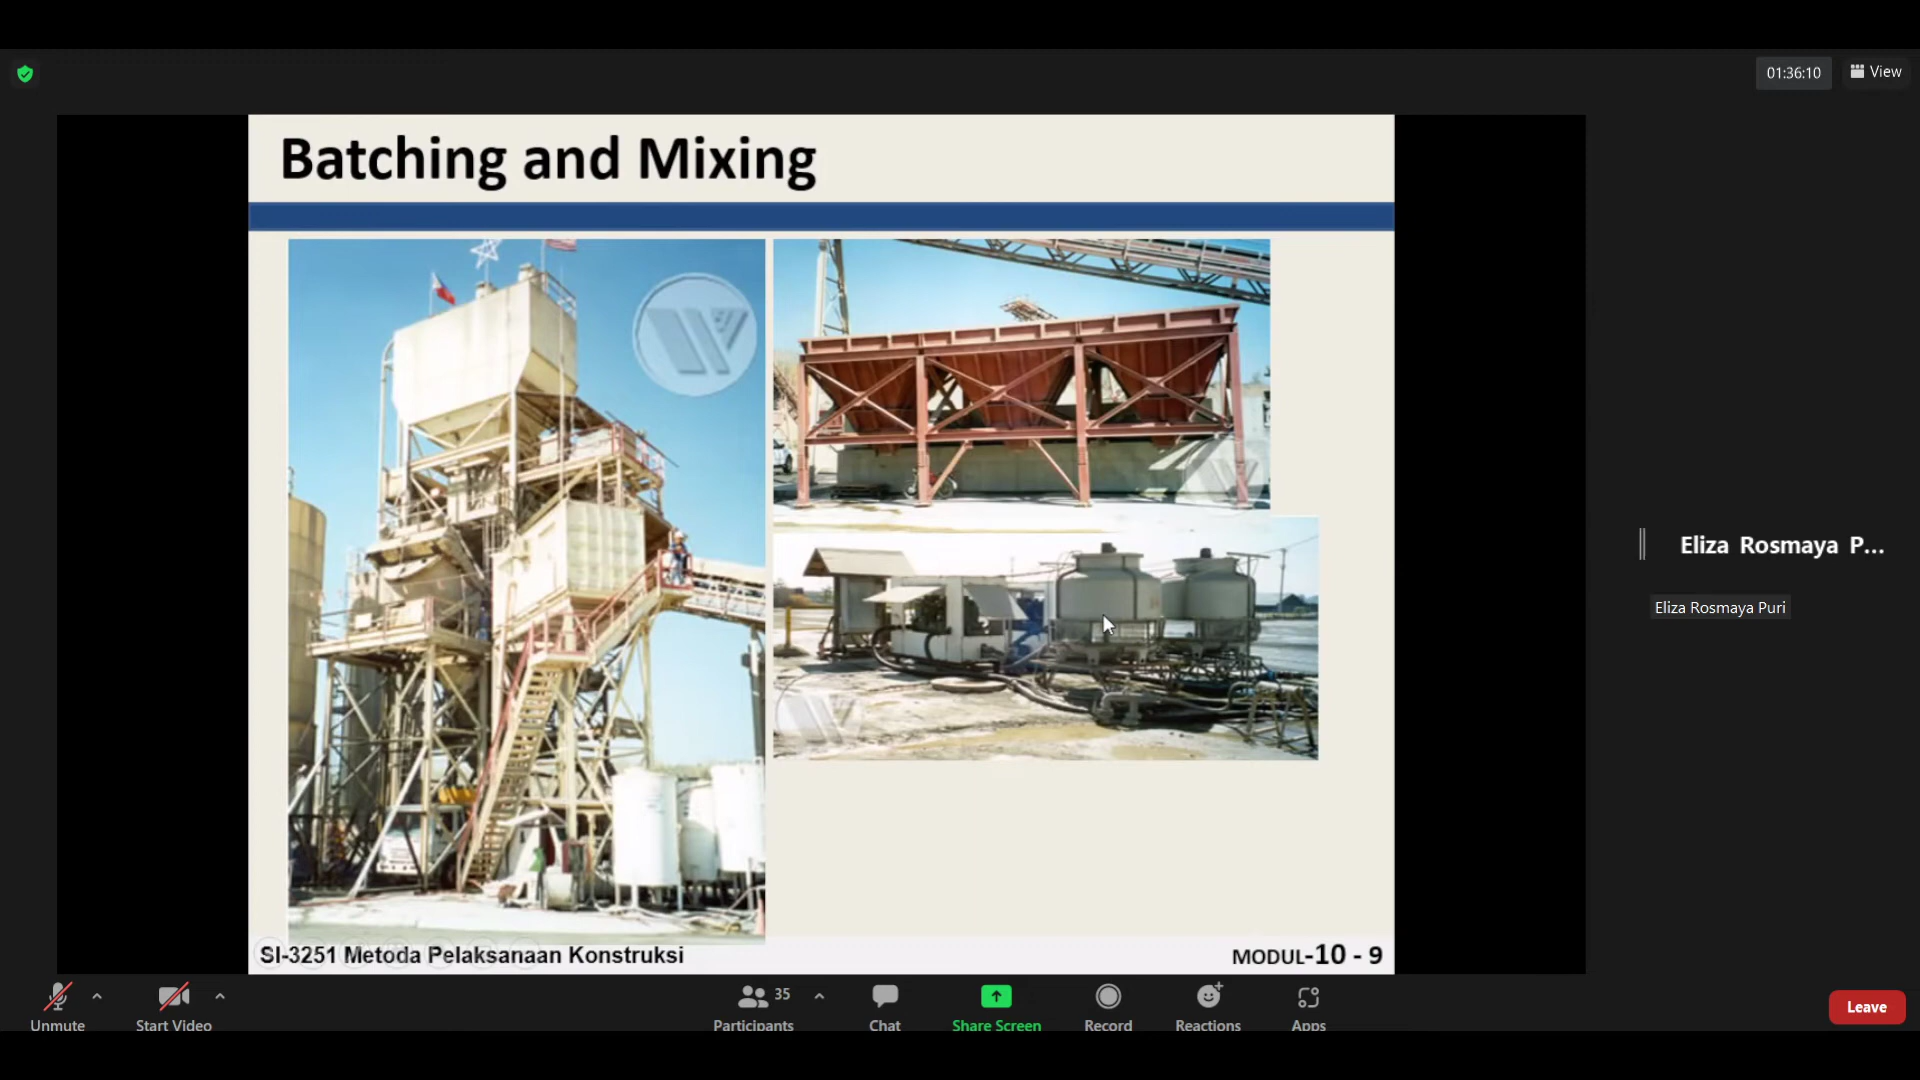 01:36:10
View
Batching and Mixing
Eliza Rosmaya P...
Eliza Rosmaya Puri
SI-3251 Metoda Pelaksanaan Konstruksi
MODUL-10 - 9
Unmute
Start Video
35
Participants
Chat
Share Screen
Record
Reactions
Apps
Leave